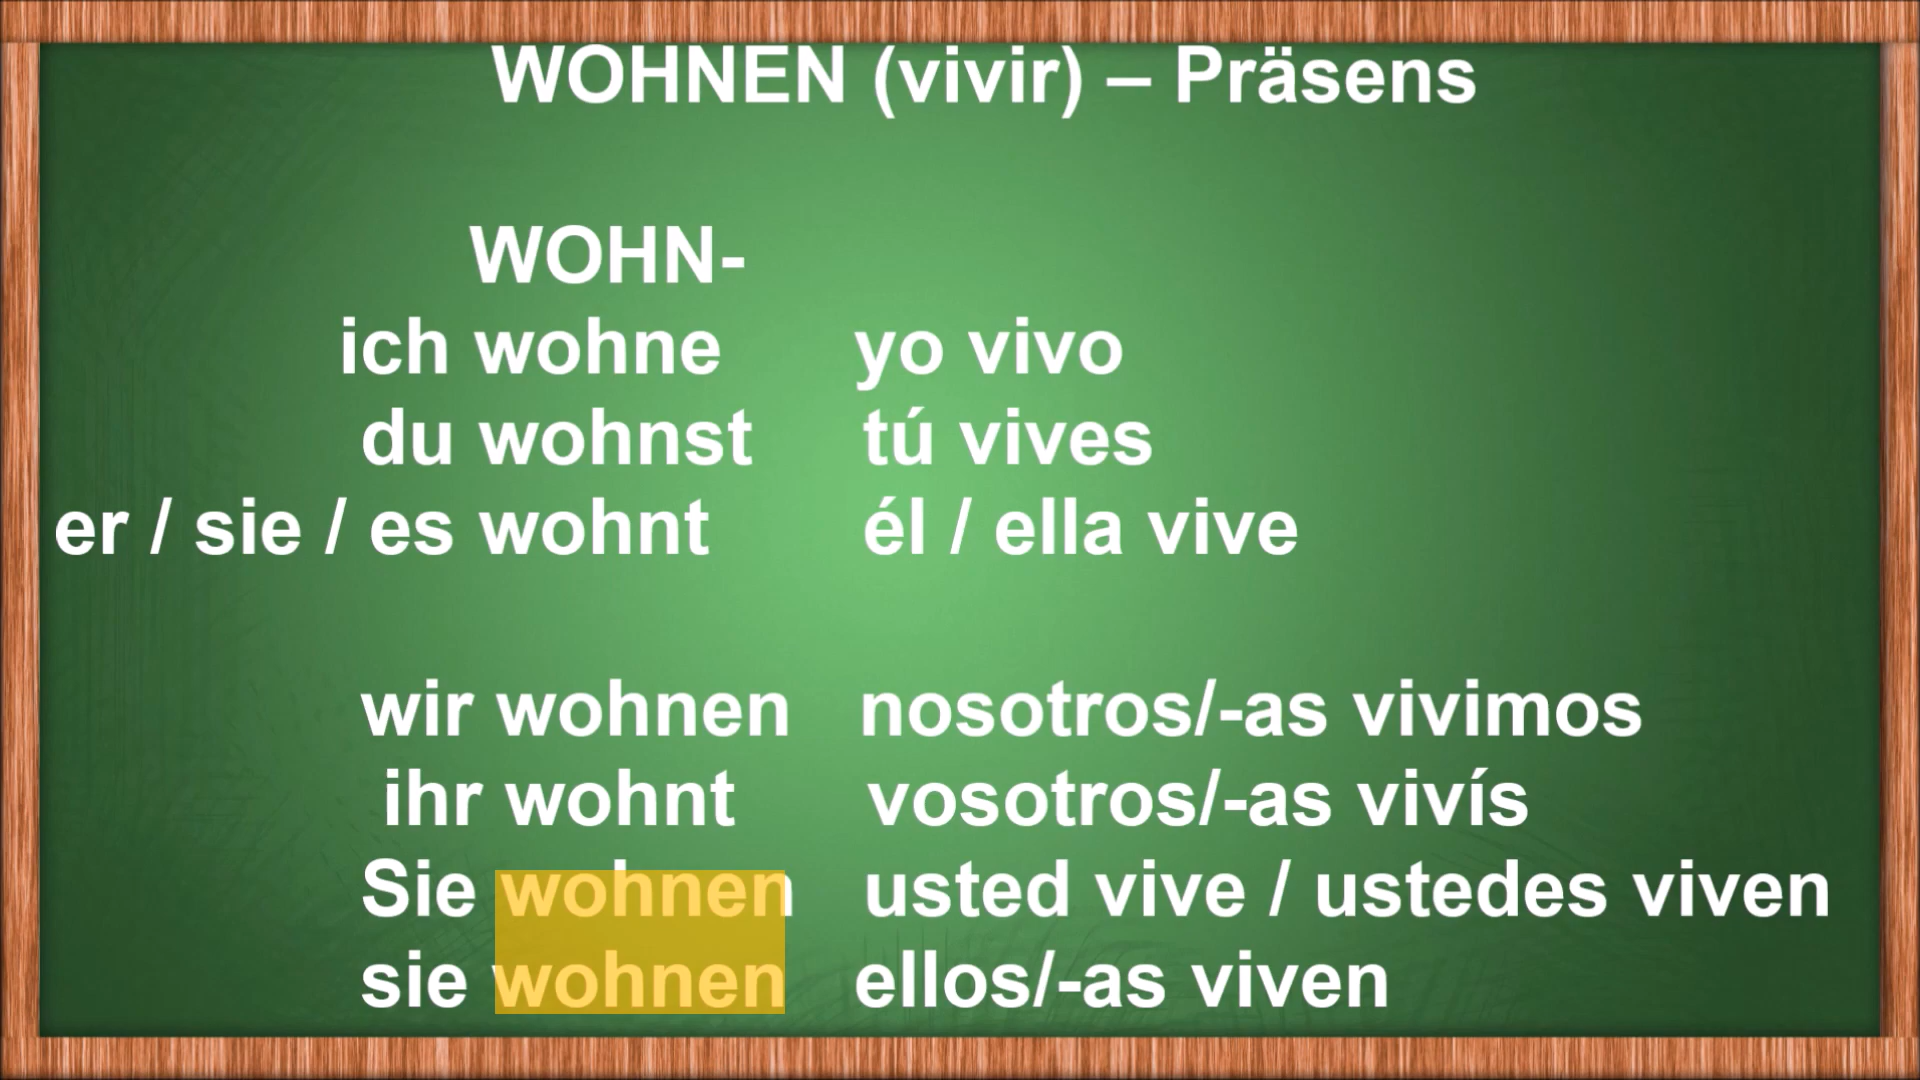 WOHNEN (vivir) – Präsens
WOHN-
ich wohne yo vivo
du wohnst tú vives
er / sie / es wohnt él / ella vive
wir wohnen nosotros/-as vivimos
ihr wohnt vosotros/-as vivís
Sie wohnen usted vive / ustedes viven
sie wohnen ellos/-as viven